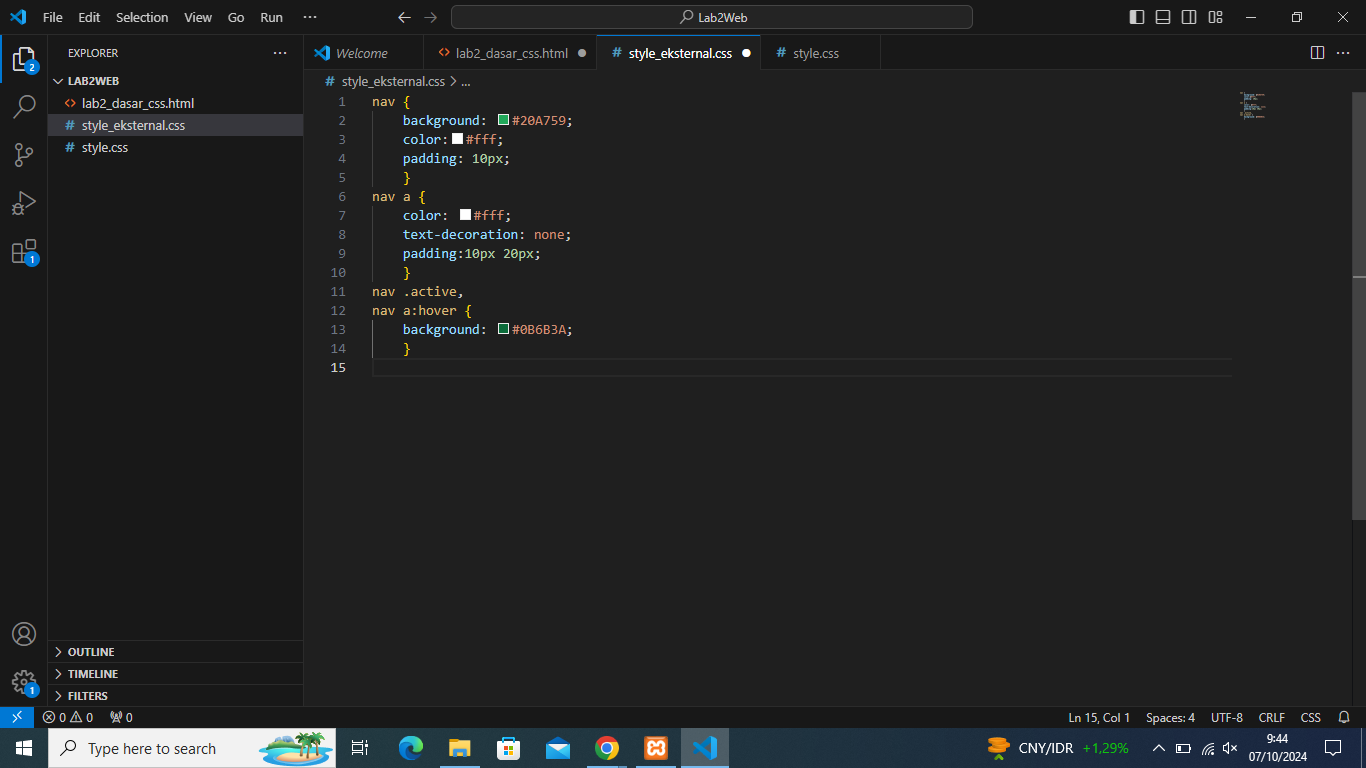 File Edit Selection View Go Run ··· Lab2Web
EXPLORER ···
Welcome lab2_dasar_css.html style_eksternal.css style.css
LAB2WEB
lab2_dasar_css.html
style_eksternal.css
style.css
style_eksternal.css > ...
1 nav {
2 background: #20A759;
3 color:#fff;
4 padding: 10px;
5 }
6 nav a {
7 color: #fff;
8 text-decoration: none;
9 padding:10px 20px;
10 }
11 nav .active,
12 nav a:hover {
13 background: #0B6B3A;
14 }
15
2
1
1
OUTLINE
TIMELINE
FILTERS
0 0 0 Ln 15, Col 1 Spaces: 4 UTF-8 CRLF CSS
Type here to search CNY/IDR +1,29% 9:44
07/10/2024